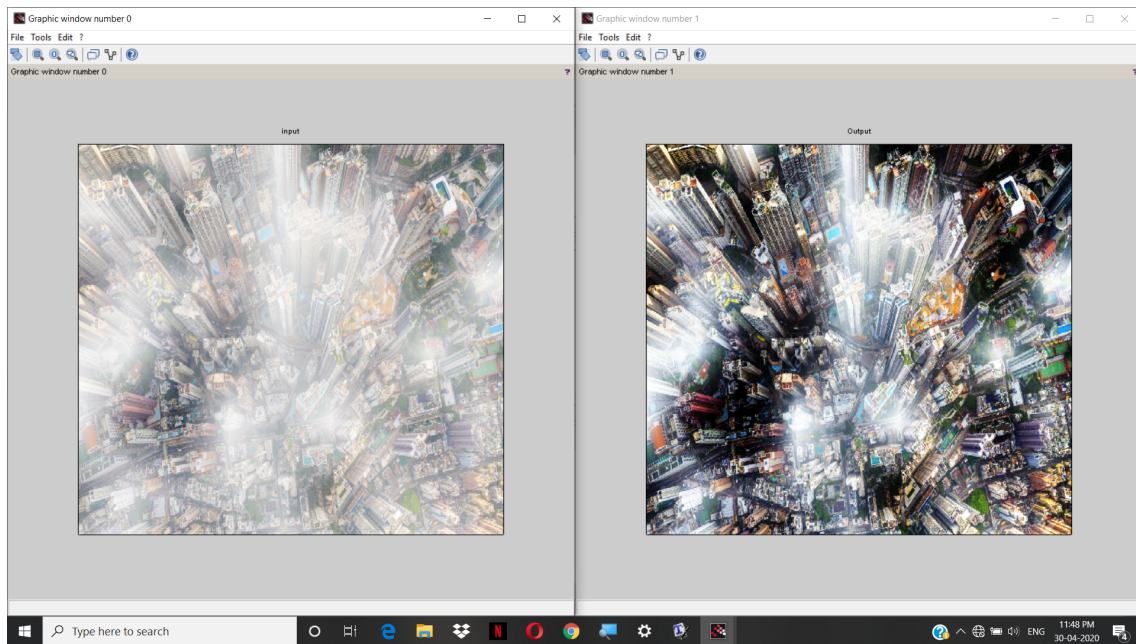 Graphic window number 0
File Tools Edit ?
Graphic window number 0 ?
input
Graphic window number 1
File Tools Edit ?
Graphic window number 1 ?
Output
Type here to search
ENG
11:48 PM
30-04-2020
4